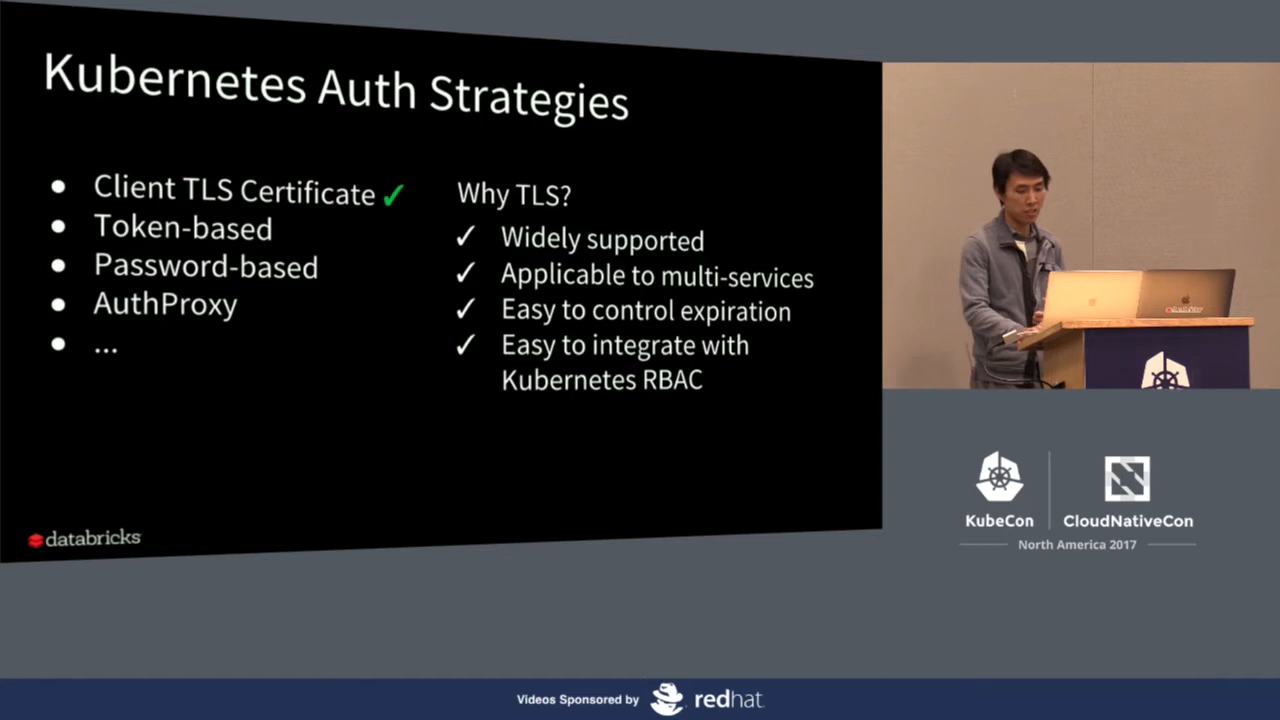 Kubernetes Auth Strategies
● Client TLS Certificate ✓
● Token-based
● Password-based
● AuthProxy
● ...
Why TLS?
✓ Widely supported
✓ Applicable to multi-services
✓ Easy to control expiration
✓ Easy to integrate with
Kubernetes RBAC
databricks
KubeCon
CloudNativeCon
North America 2017
Videos Sponsored by
redhat